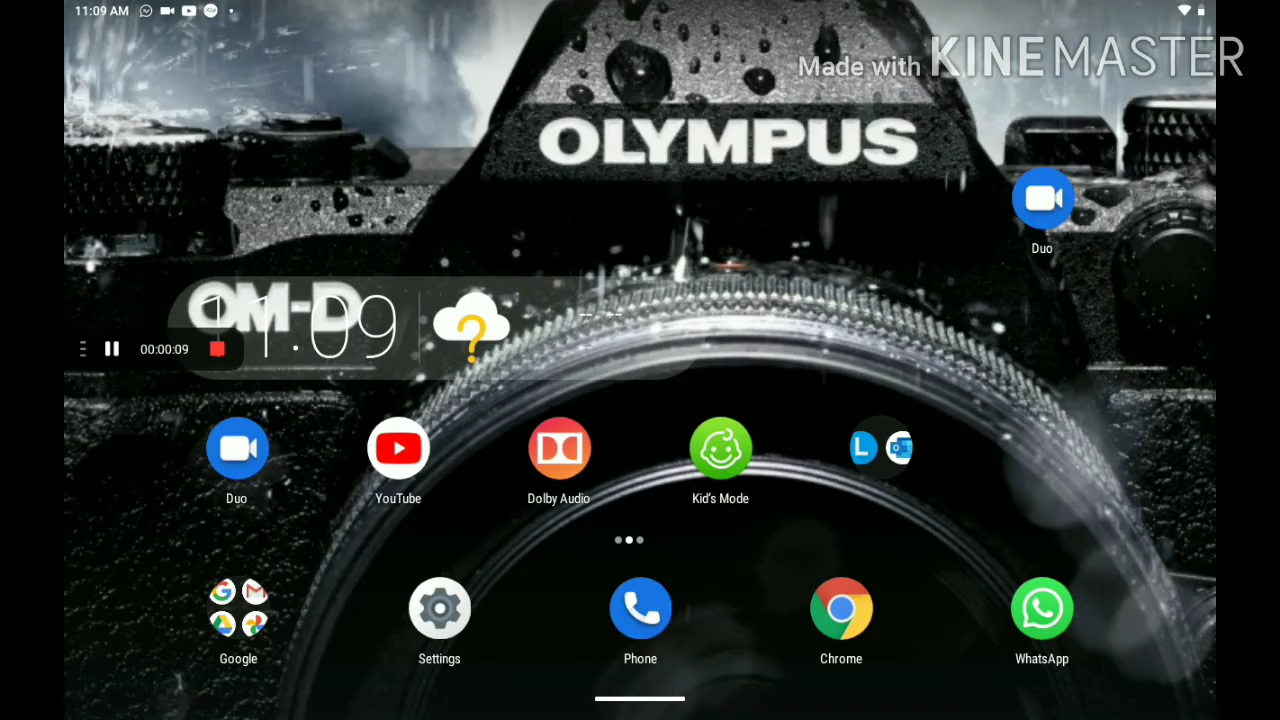 11:09 AM
Made with KINEMASTER
OLYMPUS
Duo
OM-D
11:09
00:00:09
Duo
YouTube
Dolby Audio
Kid's Mode
L
Google
Settings
Phone
Chrome
WhatsApp